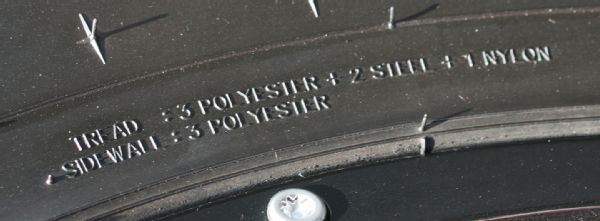 TREAD : 3 POLYESTER + 2 STEEL + 1 NYLON
SIDEWALL : 3 POLYESTER